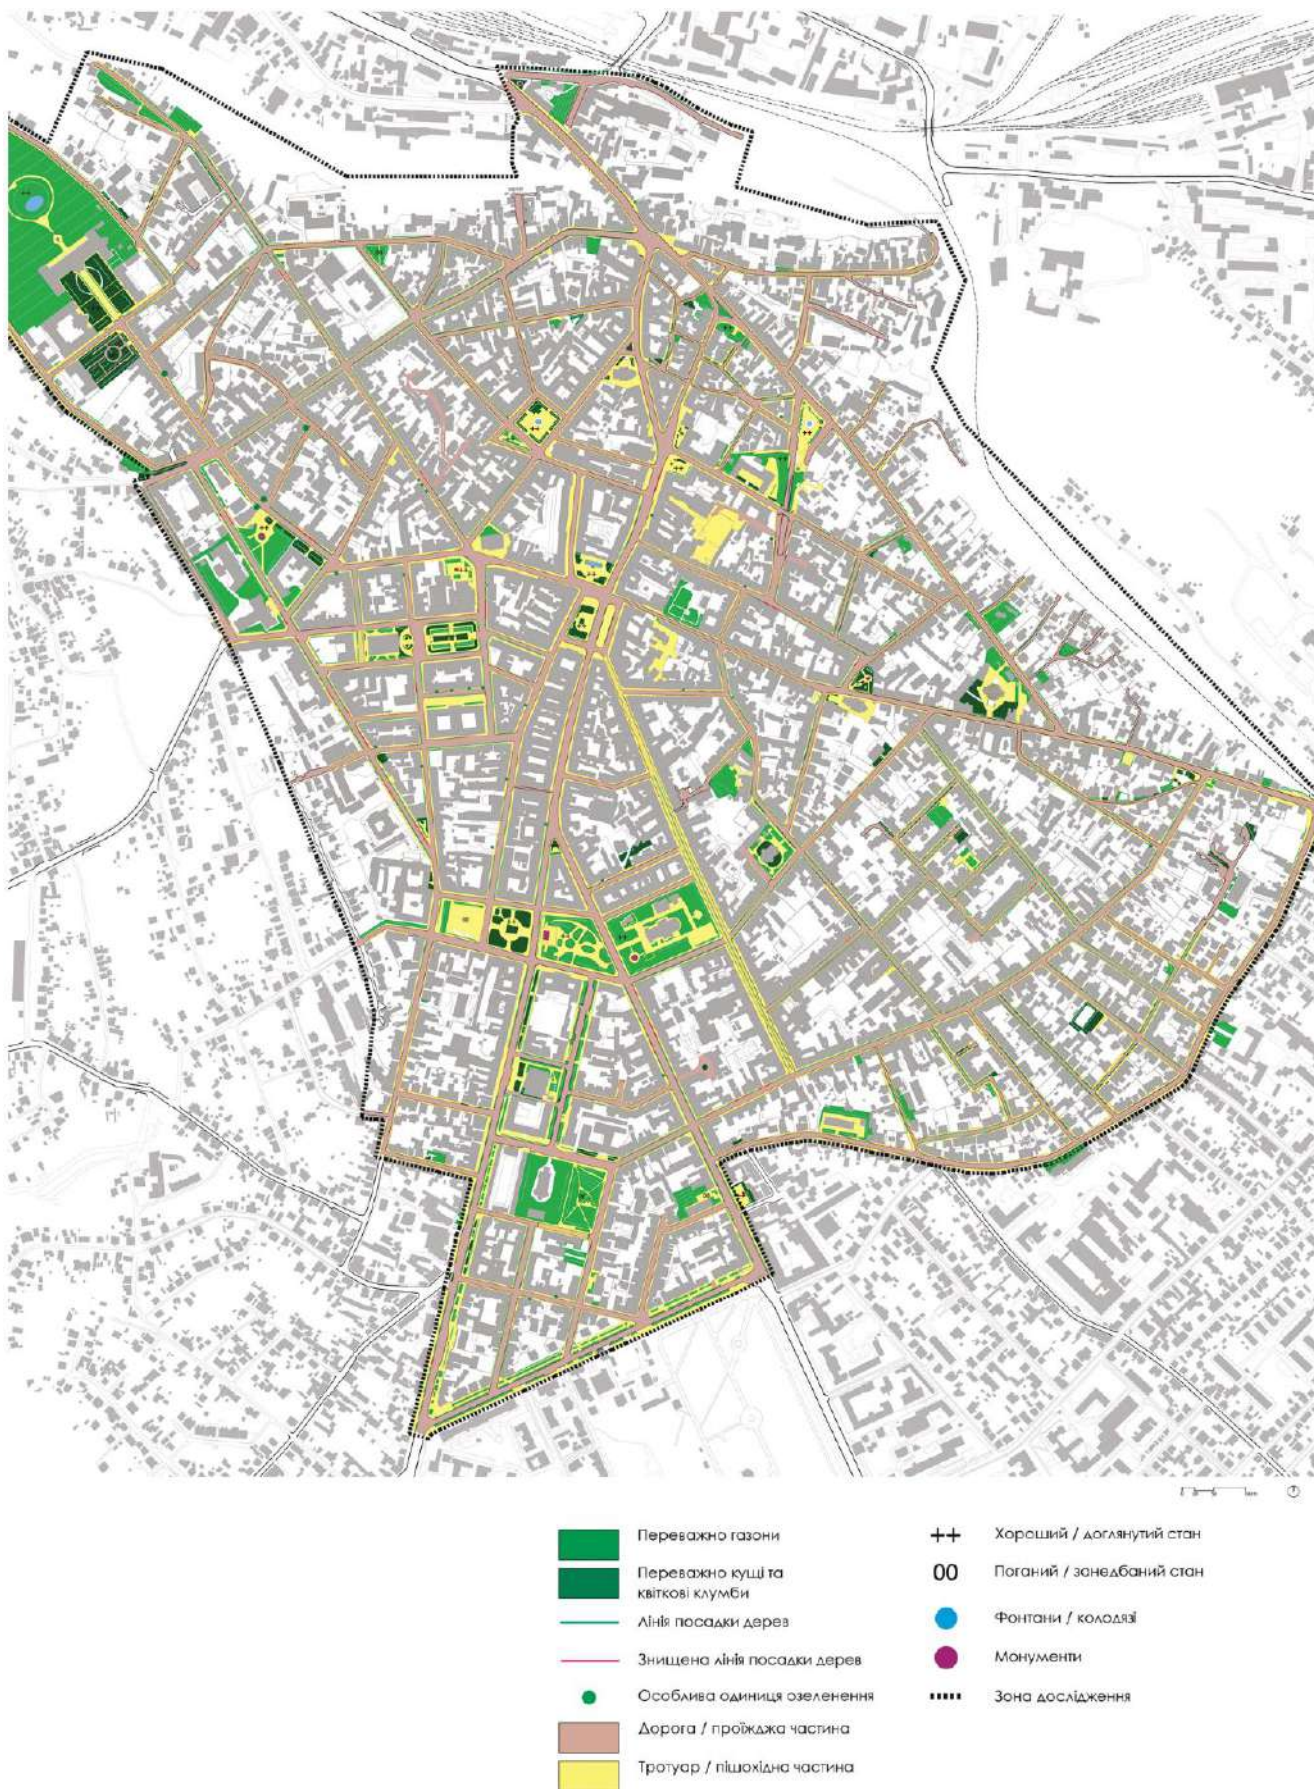 Переважно газони
Переважно кущі та
квіткові клумби
Лінія посадки дерев
Знищена лінія посадки дерев
Особлива одиниця озеленення
Дорога / проїжджа частина
Тротуар / пішохідна частина
++ Хороший / доглянутий стан
00 Поганий / занедбаний стан
Фонтани / колодязі
Монументи
Зона дослідження